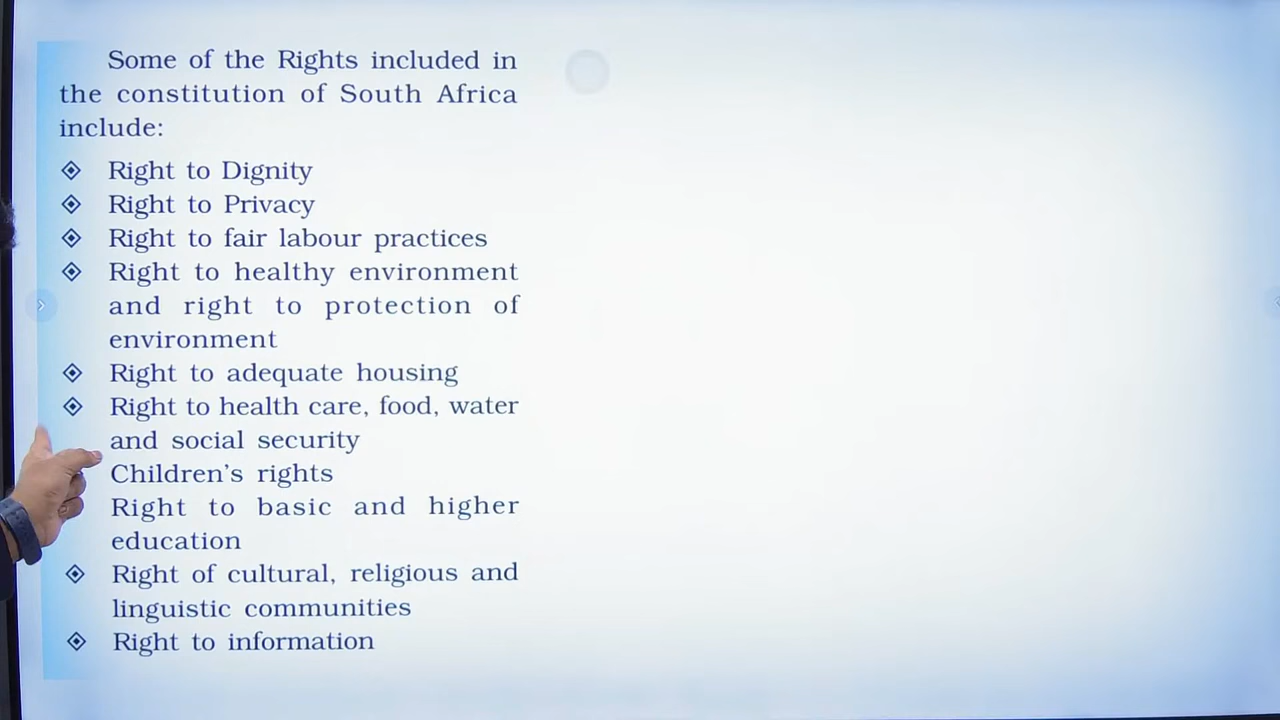 Some of the Rights included in
the constitution of South Africa
include:
Right to Dignity
Right to Privacy
Right to fair labour practices
Right to healthy environment
and right to protection of
environment
Right to adequate housing
Right to health care, food, water
and social security
Children's rights
Right to basic and higher
education
Right of cultural, religious and
linguistic communities
Right to information